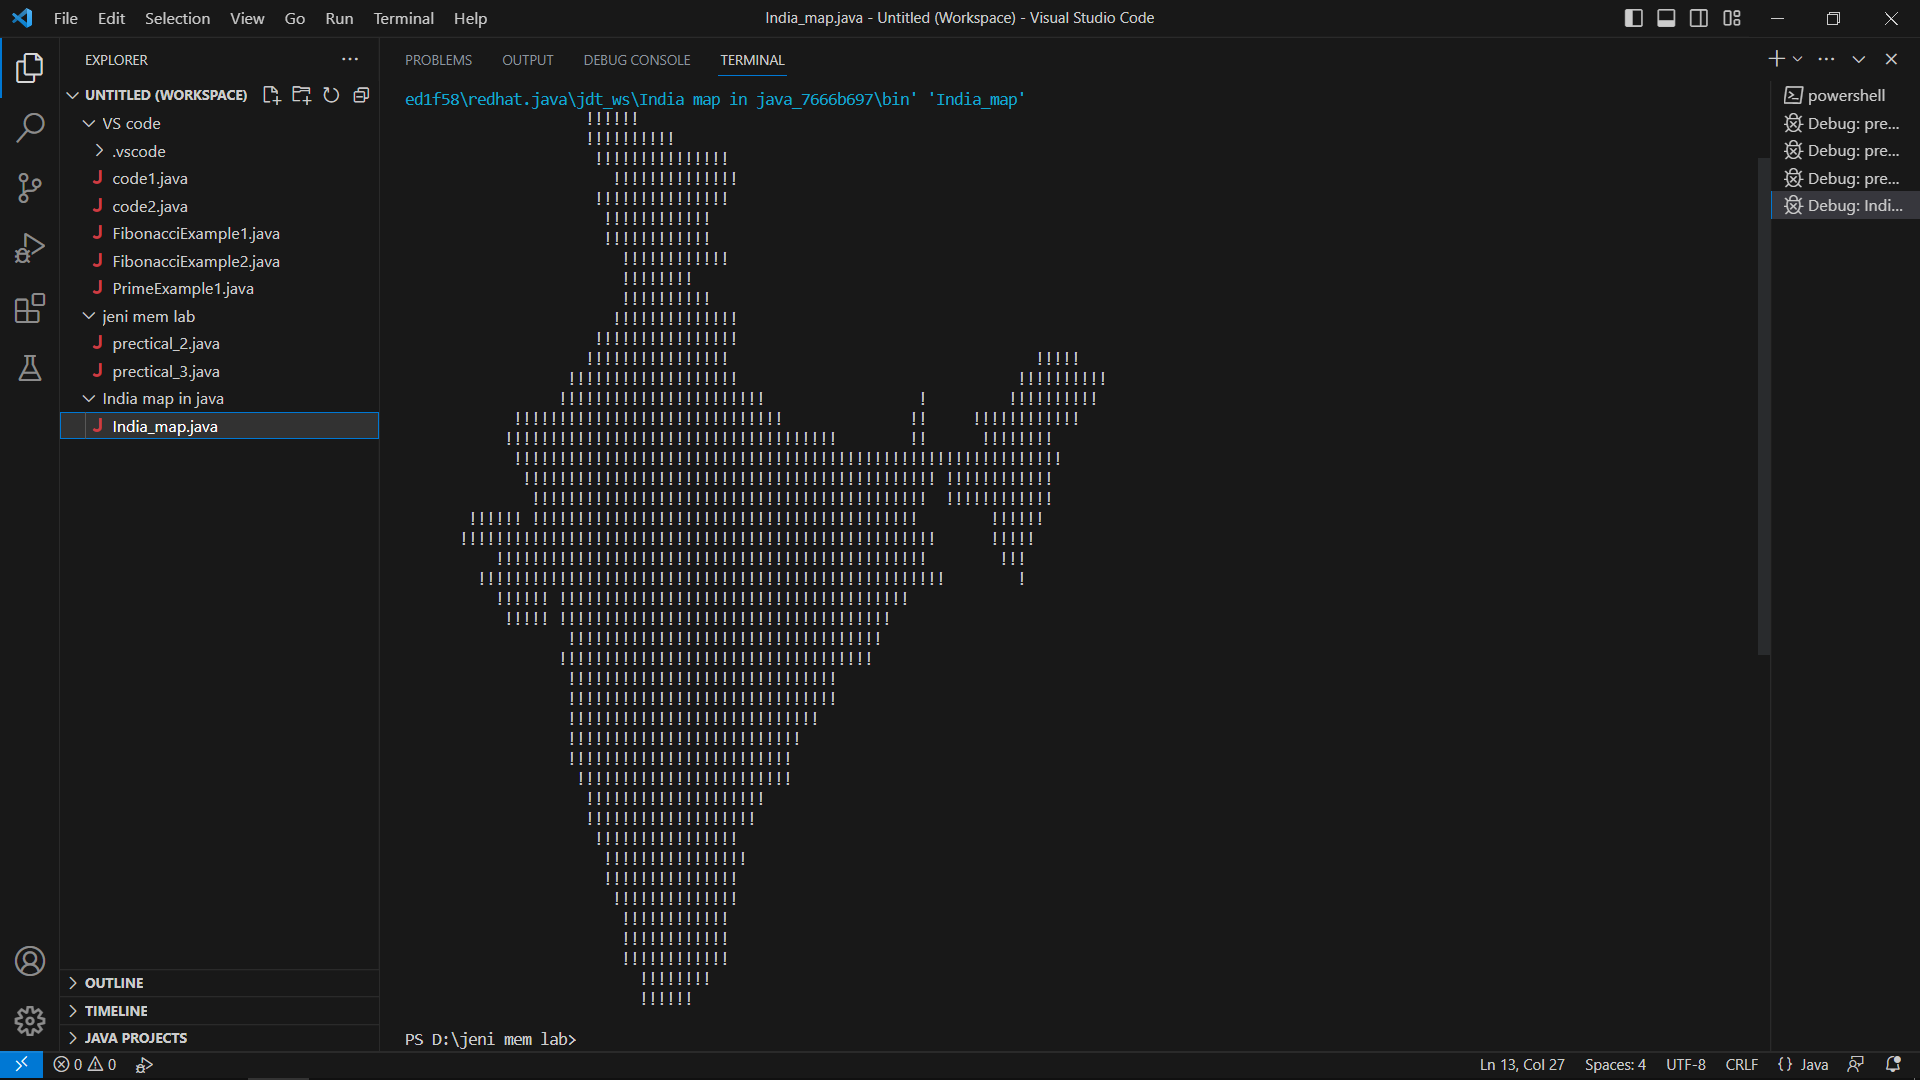 File Edit Selection View Go Run Terminal Help
India_map.java - Untitled (Workspace) - Visual Studio Code
EXPLORER
UNTITLED (WORKSPACE)
VS code
.vscode
code1.java
code2.java
FibonacciExample1.java
FibonacciExample2.java
PrimeExample1.java
jeni mem lab
prectical_2.java
prectical_3.java
India map in java
India_map.java
OUTLINE
TIMELINE
JAVA PROJECTS
PROBLEMS OUTPUT DEBUG CONSOLE TERMINAL
ed1f58\redhat.java\jdt_ws\India map in java_7666b697\bin' 'India_map'
!!!!!!
!!!!!!!!!!
!!!!!!!!!!!!!!!
!!!!!!!!!!!!!!
!!!!!!!!!!!!!!!
!!!!!!!!!!!!
!!!!!!!!!!!!
!!!!!!!!!!!!
!!!!!!!!
!!!!!!!!!!
!!!!!!!!!!!!!!
!!!!!!!!!!!!!!!!
!!!!!!!!!!!!!!!! !!!!!
!!!!!!!!!!!!!!!!!!! !!!!!!!!!!
!!!!!!!!!!!!!!!!!!!!!!! ! !!!!!!!!!!
!!!!!!!!!!!!!!!!!!!!!!!!!!!!!! !! !!!!!!!!!!!!
!!!!!!!!!!!!!!!!!!!!!!!!!!!!!!!!!!!!! !! !!!!!!!!
!!!!!!!!!!!!!!!!!!!!!!!!!!!!!!!!!!!!!!!!!!!!!!!!!!!!!!!!!!!!!
!!!!!!!!!!!!!!!!!!!!!!!!!!!!!!!!!!!!!!!!!!!!!! !!!!!!!!!!!!
!!!!!!!!!!!!!!!!!!!!!!!!!!!!!!!!!!!!!!!!!!!! !!!!!!!!!!!!
!!!!!! !!!!!!!!!!!!!!!!!!!!!!!!!!!!!!!!!!!!!!!!!!! !!!!!!
!!!!!!!!!!!!!!!!!!!!!!!!!!!!!!!!!!!!!!!!!!!!!!!!!!!!! !!!!!
!!!!!!!!!!!!!!!!!!!!!!!!!!!!!!!!!!!!!!!!!!!!!!!! !!!
!!!!!!!!!!!!!!!!!!!!!!!!!!!!!!!!!!!!!!!!!!!!!!!!!!!! !
!!!!!! !!!!!!!!!!!!!!!!!!!!!!!!!!!!!!!!!!!!!!!
!!!!! !!!!!!!!!!!!!!!!!!!!!!!!!!!!!!!!!!!!!
!!!!!!!!!!!!!!!!!!!!!!!!!!!!!!!!!!!
!!!!!!!!!!!!!!!!!!!!!!!!!!!!!!!!!!!
!!!!!!!!!!!!!!!!!!!!!!!!!!!!!!
!!!!!!!!!!!!!!!!!!!!!!!!!!!!!!
!!!!!!!!!!!!!!!!!!!!!!!!!!!!
!!!!!!!!!!!!!!!!!!!!!!!!!!
!!!!!!!!!!!!!!!!!!!!!!!!!
!!!!!!!!!!!!!!!!!!!!!!!!
!!!!!!!!!!!!!!!!!!!!
!!!!!!!!!!!!!!!!!!!
!!!!!!!!!!!!!!!!
!!!!!!!!!!!!!!!!
!!!!!!!!!!!!!!!
!!!!!!!!!!!!!!
!!!!!!!!!!!!
!!!!!!!!!!!!
!!!!!!!!!!!!
!!!!!!!!
!!!!!!
PS D:\jeni mem lab>
powershell
Debug: pre...
Debug: pre...
Debug: pre...
Debug: Indi...
0 0
Ln 13, Col 27 Spaces: 4 UTF-8 CRLF {} Java